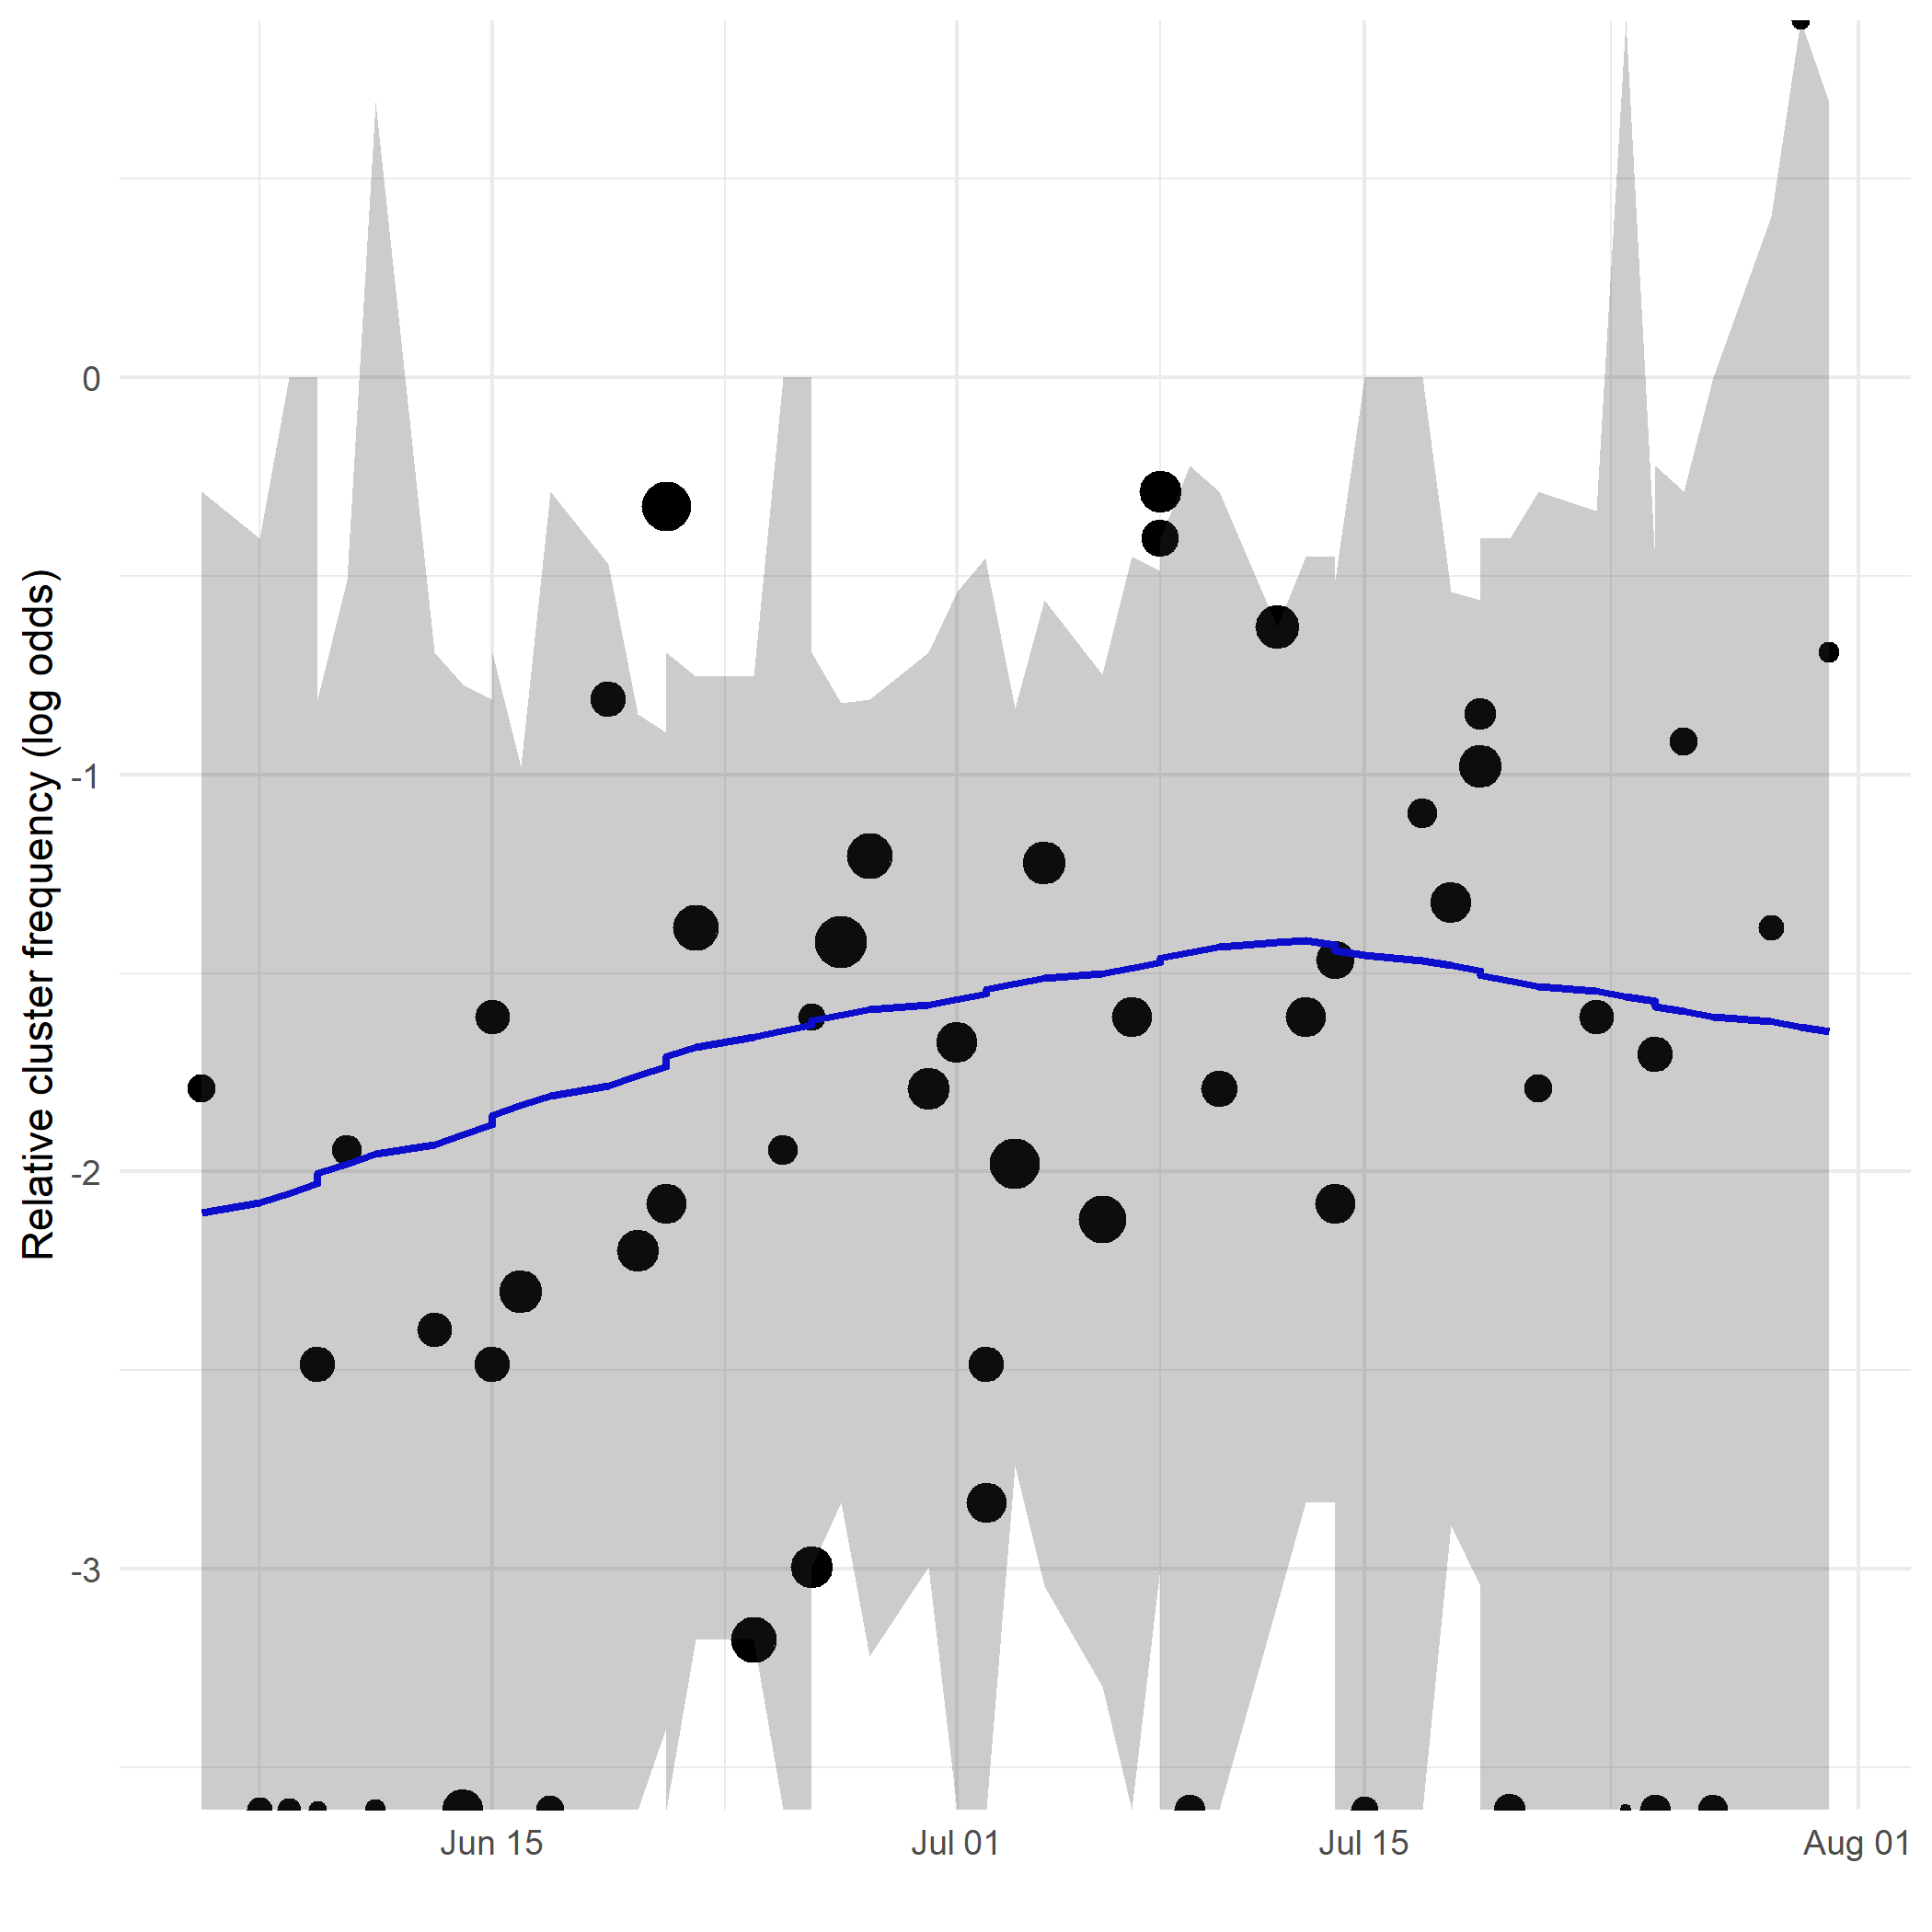 Relative cluster frequency (log odds)
0
-1
-2
-3
Jun 15
Jul 01
Jul 15
Aug 01